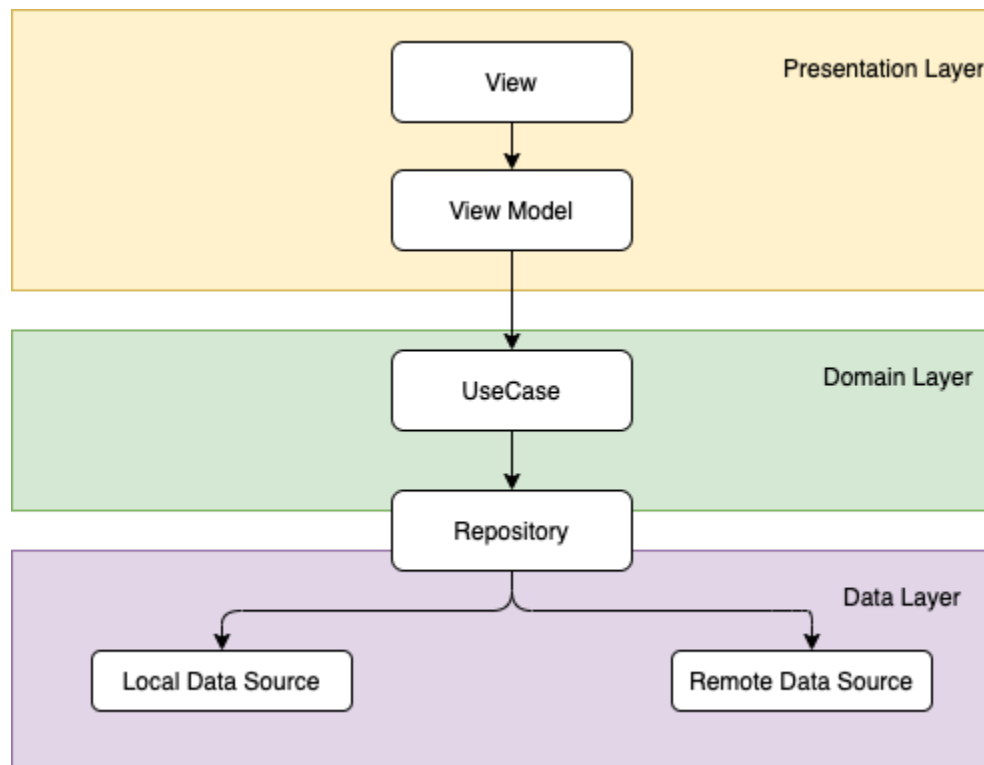 View
Presentation Layer
View Model
UseCase
Domain Layer
Repository
Data Layer
Local Data Source
Remote Data Source